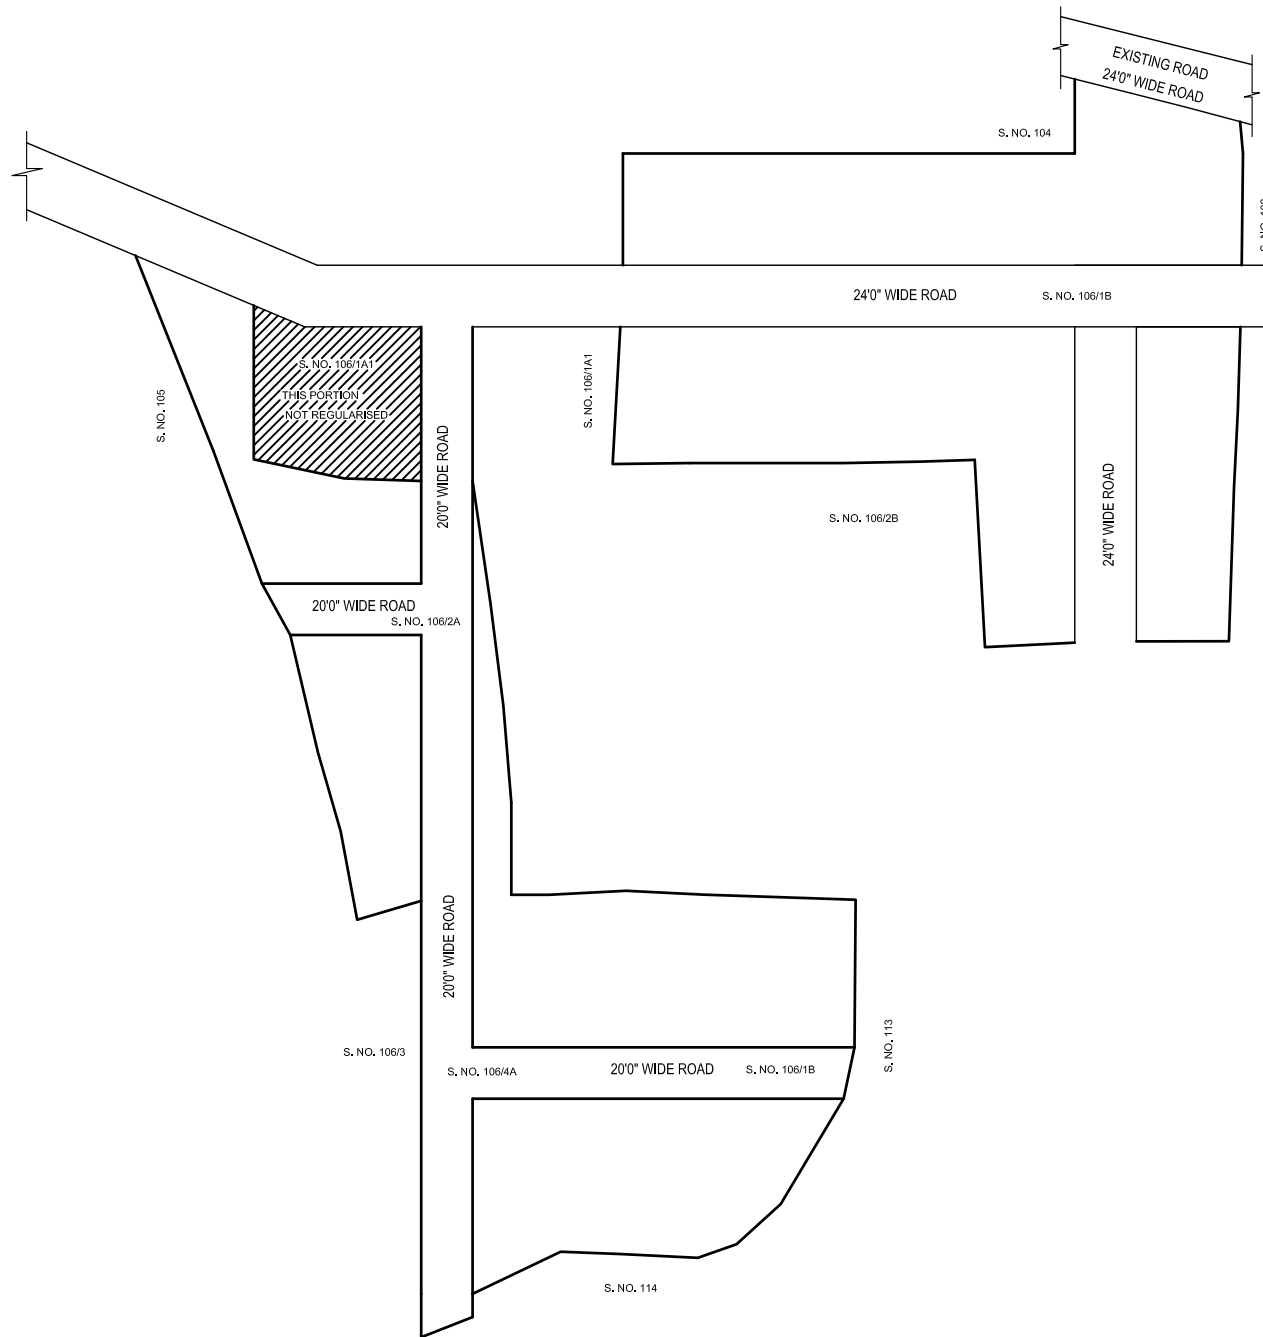 EXISTING ROAD
24'0" WIDE ROAD
S. NO. 104
24'0" WIDE ROAD
S. NO. 106/1B
S. NO. 106/1A1
THIS PORTION
NOT REGULARISED
S. NO. 105
S. NO. 106/1A1
20'0" WIDE ROAD
S. NO. 106/2B
24'0" WIDE ROAD
20'0" WIDE ROAD
S. NO. 106/2A
20'0" WIDE ROAD
S. NO. 106/3
S. NO. 106/4A
20'0" WIDE ROAD
S. NO. 106/1B
S. NO. 113
S. NO. 114